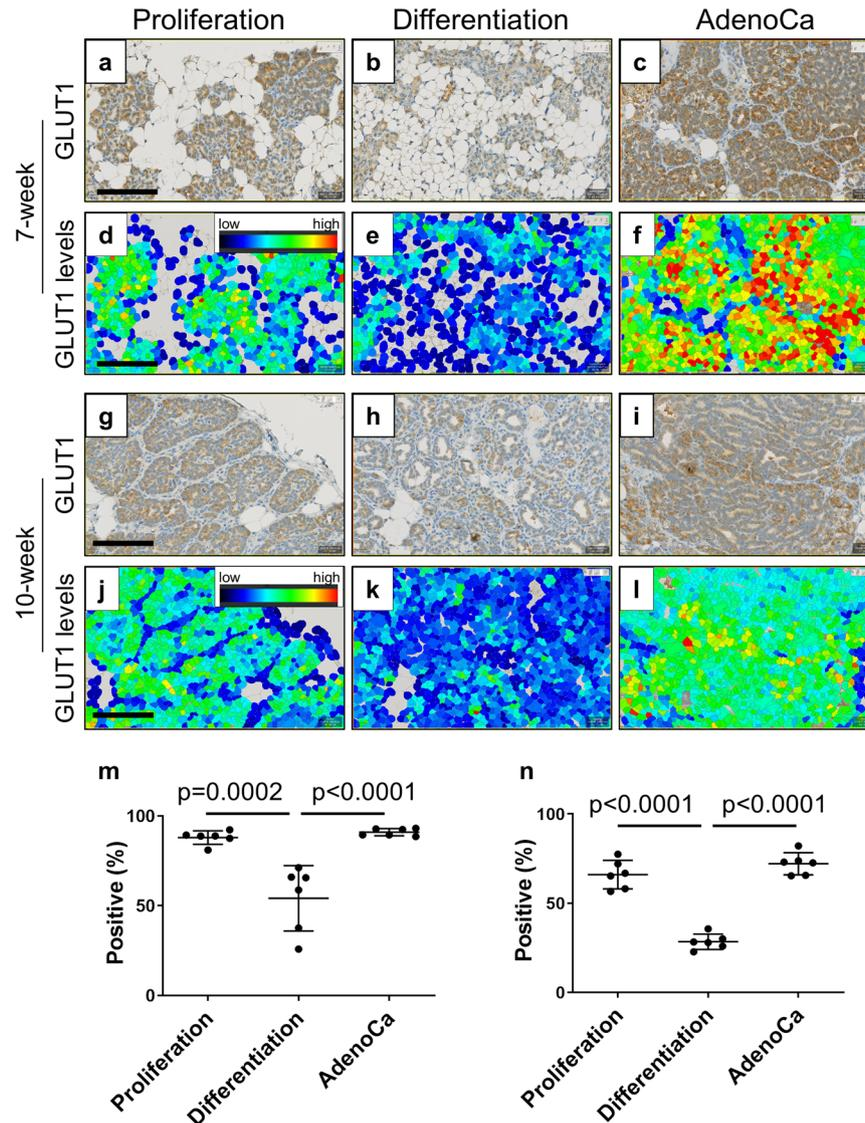 Proliferation Differentiation AdenoCa
7-week
GLUT1
a b c
GLUT1 levels
d e f
low high
10-week
GLUT1
g h i
GLUT1 levels
j k l
low high
m
p=0.0002 p<0.0001
Positive (%)
100
50
0
Proliferation
Differentiation
AdenoCa
n
p<0.0001 p<0.0001
Positive (%)
100
50
0
Proliferation
Differentiation
AdenoCa